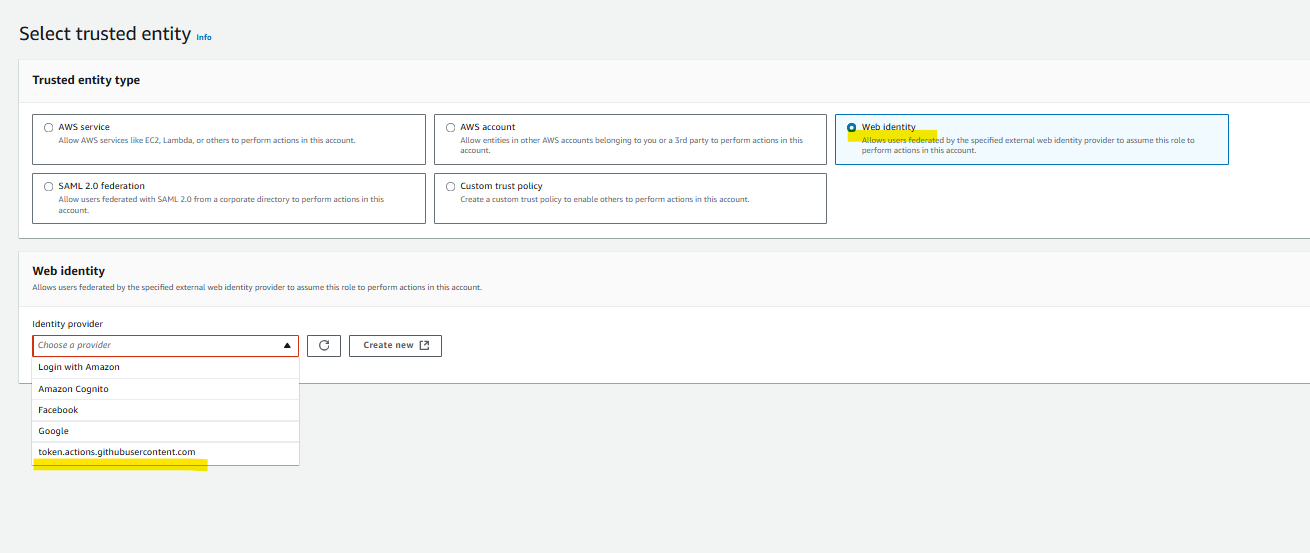 Select trusted entity Info
Trusted entity type
AWS service
Allow AWS services like EC2, Lambda, or others to perform actions in this account.
AWS account
Allow entities in other AWS accounts belonging to you or a 3rd party to perform actions in this
account.
Web identity
Allows users federated by the specified external web identity provider to assume this role to
perform actions in this account.
SAML 2.0 federation
Allow users federated with SAML 2.0 from a corporate directory to perform actions in this
account.
Custom trust policy
Create a custom trust policy to enable others to perform actions in this account.
Web identity
Allows users federated by the specified external web identity provider to assume this role to perform actions in this account.
Identity provider
Choose a provider
Create new
Login with Amazon
Amazon Cognito
Facebook
Google
token.actions.githubusercontent.com